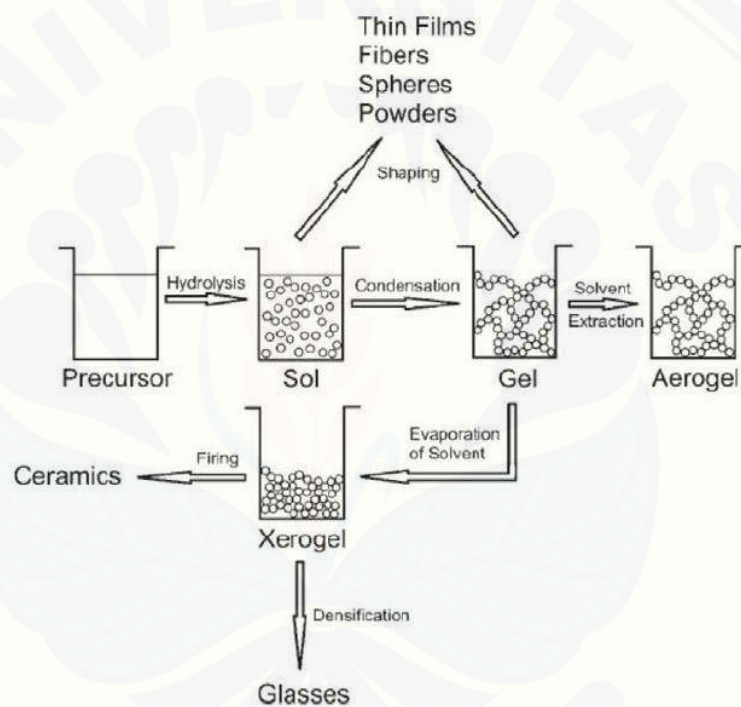 UNIVERSITAS
Thin Films
Fibers
Spheres
Powders
Shaping
Hydrolysis
Condensation
Solvent
Extraction
Precursor
Sol
Gel
Aerogel
Evaporation
of Solvent
Firing
Ceramics
Xerogel
Densification
Glasses